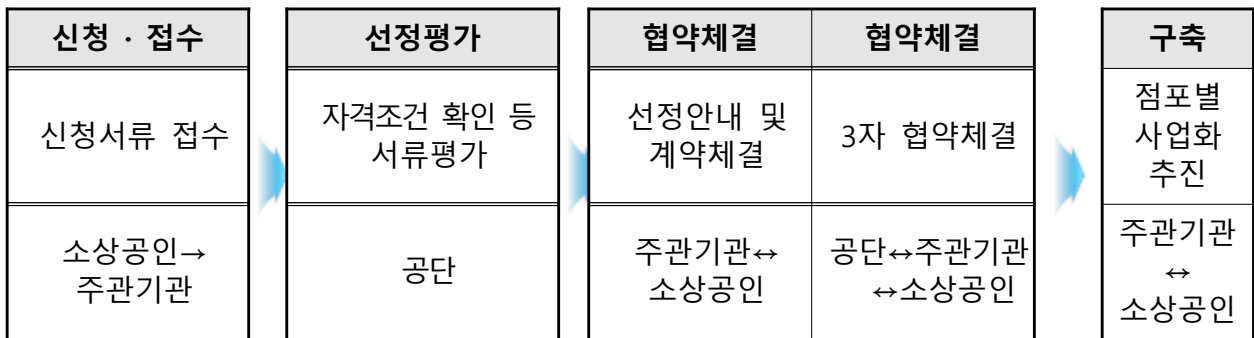 신청 · 접수
신청서류 접수
소상공인→
주관기관
선정평가
자격조건 확인 등
서류평가
공단
협약체결
선정안내 및
계약체결
주관기관↔
소상공인
협약체결
3자 협약체결
공단↔주관기관
↔소상공인
구축
점포별
사업화
추진
주관기관
↔
소상공인